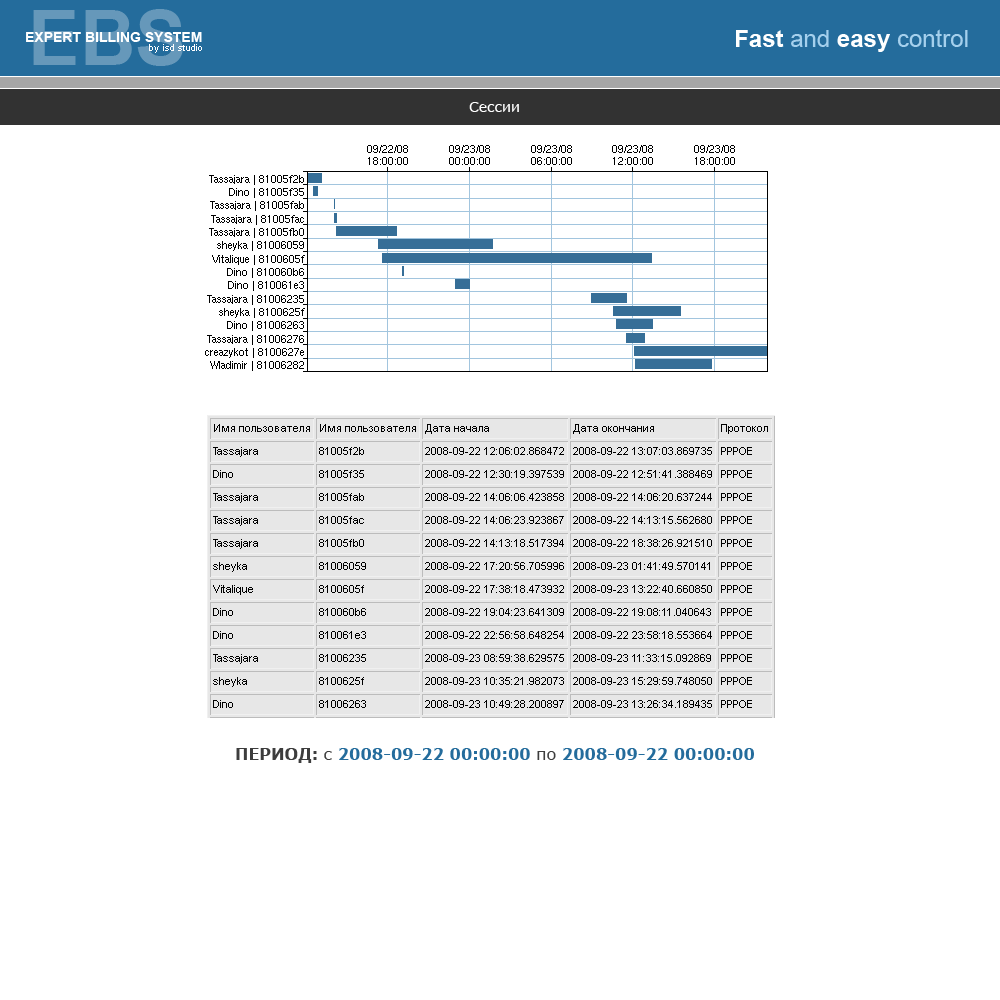 EBS
EXPERT BILLING SYSTEM
by isd studio
Fast and easy control
Сессии
09/22/08 09/23/08 09/23/08 09/23/08 09/23/08
18:00:00 00:00:00 06:00:00 12:00:00 18:00:00
Tassajara | 81005f2b
Dino | 81005f35
Tassajara | 81005fab
Tassajara | 81005fac
Tassajara | 81005fb0
sheyka | 81006059
Vitalique | 8100605f
Dino | 810060b6
Dino | 810061e3
Tassajara | 81006235
sheyka | 8100625f
Dino | 81006263
Tassajara | 81006276
creazykot | 8100627e
Wladimir | 81006282
Имя пользователя Имя пользователя Дата начала Дата окончания Протокол
Tassajara 81005f2b 2008-09-22 12:06:02.868472 2008-09-22 13:07:03.869735 PPPOE
Dino 81005f35 2008-09-22 12:30:19.397539 2008-09-22 12:51:41.388469 PPPOE
Tassajara 81005fab 2008-09-22 14:06:06.423858 2008-09-22 14:06:20.637244 PPPOE
Tassajara 81005fac 2008-09-22 14:06:23.923867 2008-09-22 14:13:15.562680 PPPOE
Tassajara 81005fb0 2008-09-22 14:13:18.517394 2008-09-22 18:38:26.921510 PPPOE
sheyka 81006059 2008-09-22 17:20:56.705996 2008-09-23 01:41:49.570141 PPPOE
Vitalique 8100605f 2008-09-22 17:38:18.473932 2008-09-23 13:22:40.660850 PPPOE
Dino 810060b6 2008-09-22 19:04:23.641309 2008-09-22 19:08:11.040643 PPPOE
Dino 810061e3 2008-09-22 22:56:58.648254 2008-09-22 23:58:18.553664 PPPOE
Tassajara 81006235 2008-09-23 08:59:38.629575 2008-09-23 11:33:15.092869 PPPOE
sheyka 8100625f 2008-09-23 10:35:21.982073 2008-09-23 15:29:59.748050 PPPOE
Dino 81006263 2008-09-23 10:49:28.200897 2008-09-23 13:26:34.189435 PPPOE
ПЕРИОД: с 2008-09-22 00:00:00 по 2008-09-22 00:00:00